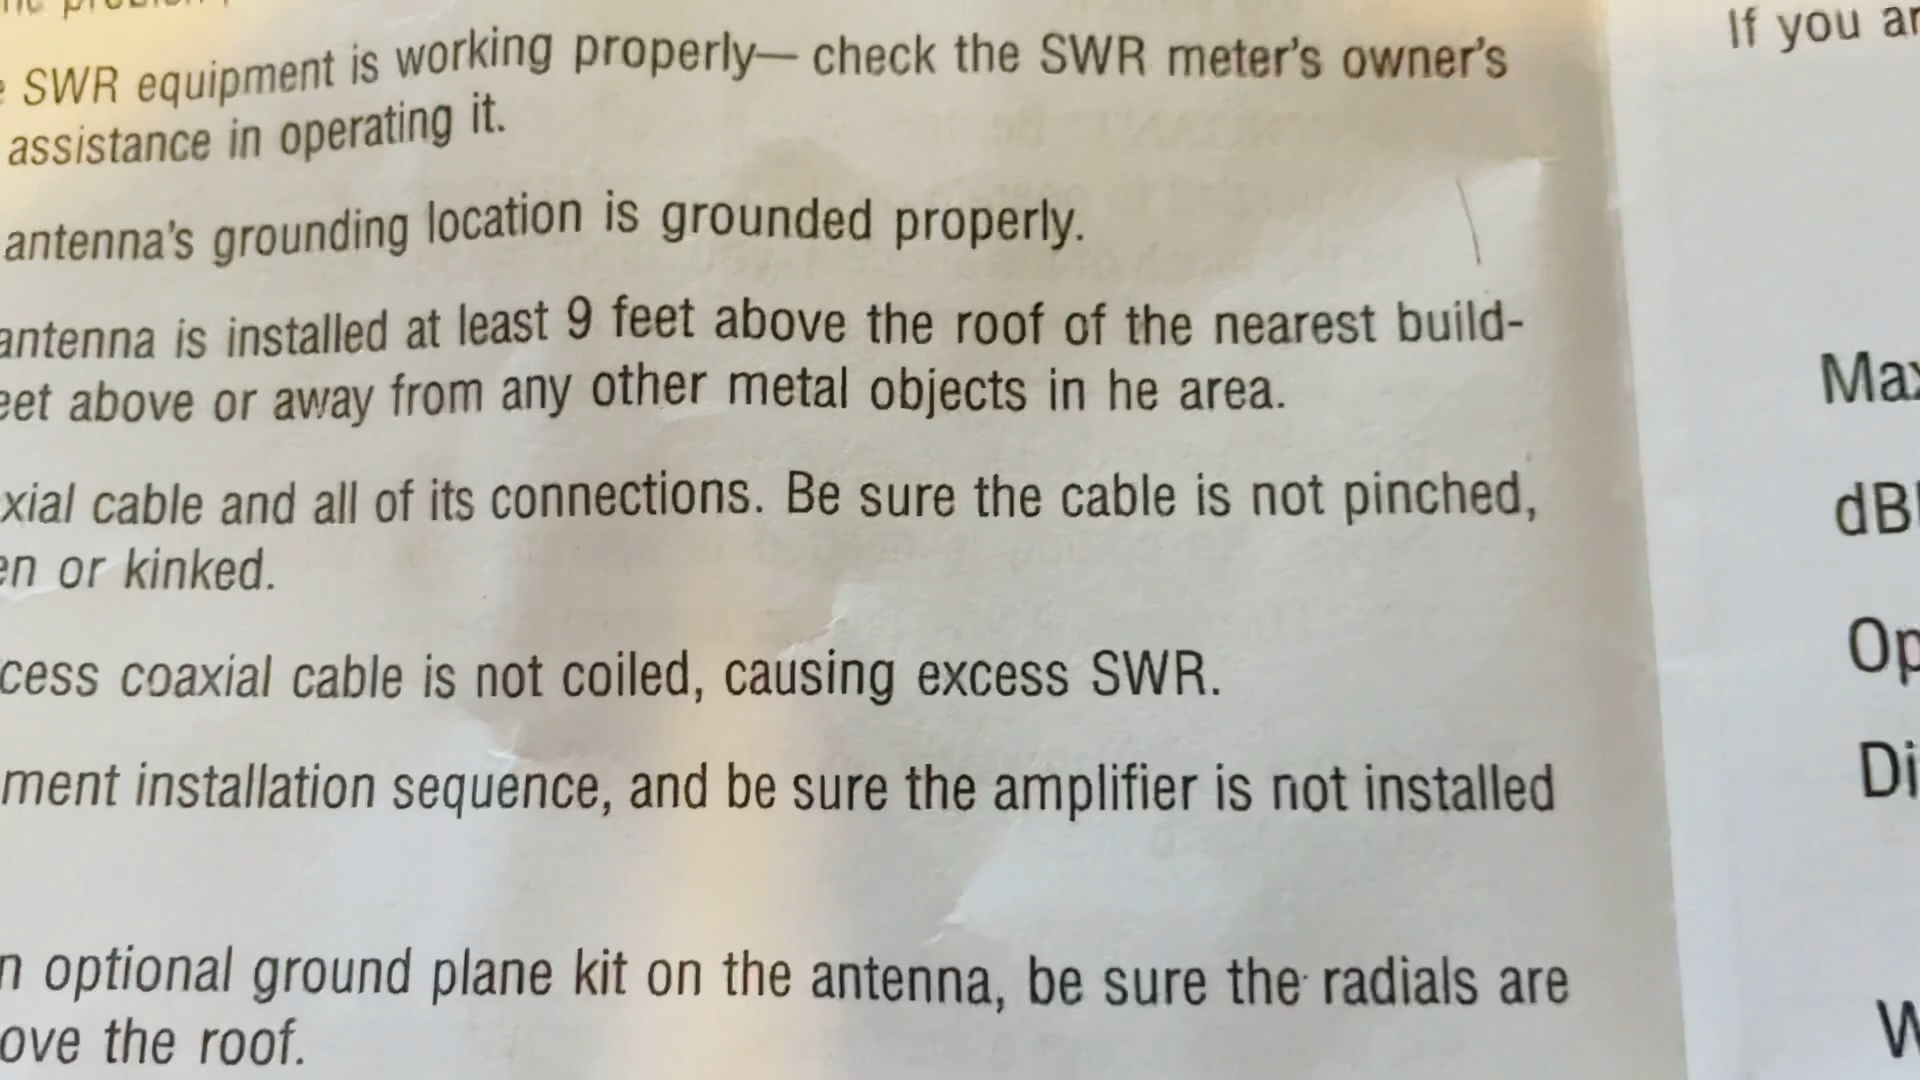 SWR equipment is working properly— check the SWR meter's owner's
assistance in operating it.
antenna's grounding location is grounded properly.
antenna is installed at least 9 feet above the roof of the nearest build-
eet above or away from any other metal objects in he area.
xial cable and all of its connections. Be sure the cable is not pinched,
en or kinked.
cess coaxial cable is not coiled, causing excess SWR.
ment installation sequence, and be sure the amplifier is not installed
n optional ground plane kit on the antenna, be sure the radials are
ove the roof.
If you ar
Max
dB
Op
Di
W